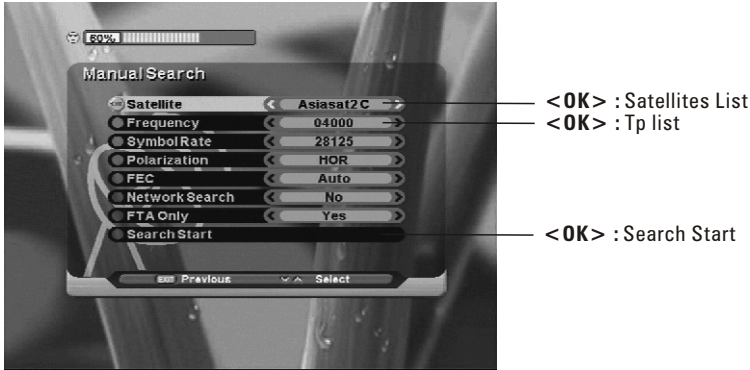 60%
Manual Search
Satellite Asiasat2 C <OK> : Satellites List
Frequency 04000 <OK> : Tp list
Symbol Rate 28125
Polarization HOR
FEC Auto
Network Search No
FTA Only Yes
Search Start <OK> : Search Start
EXIT Previous Select